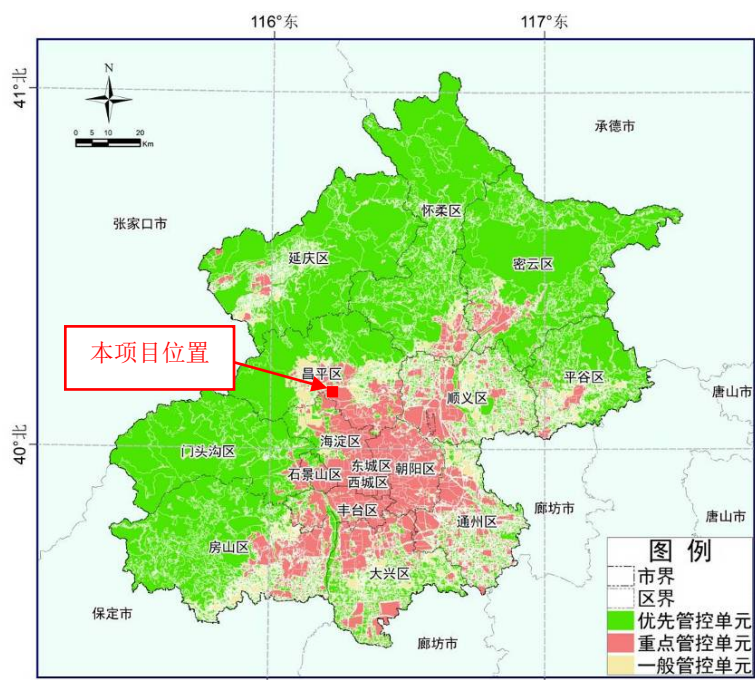 116°东
117°东
41°北
N
0 5 10 20
Km
承德市
怀柔区
张家口市
延庆区
密云区
本项目位置
昌平区
平谷区
顺义区
唐山市
40°北
海淀区
门头沟区
东城区
朝阳区
石景山区
西城区
丰台区
通州区
廊坊市
唐山市
房山区
大兴区
保定市
廊坊市
图 例
市界
区界
优先管控单元
重点管控单元
一般管控单元